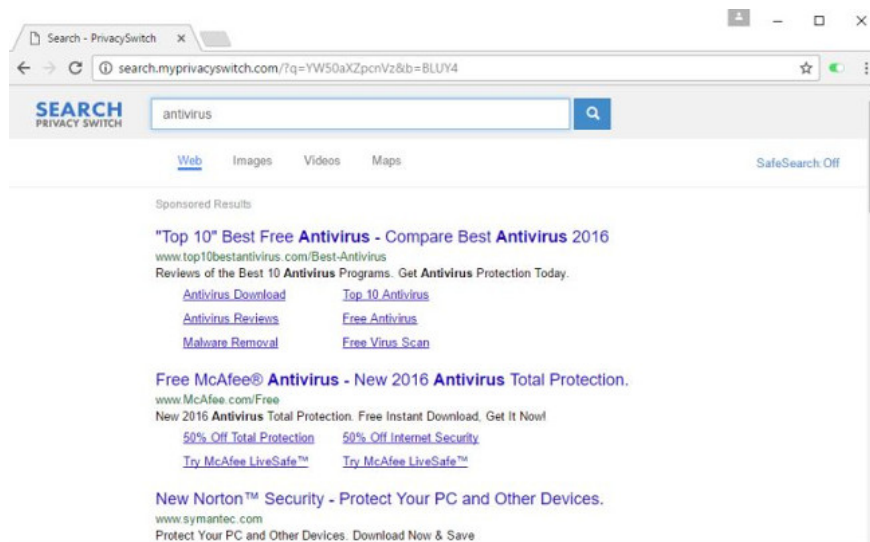 Search - PrivacySwitch
search.myprivacyswitch.com/?q=YW50aXZpcnVz&b=BLUY4
SEARCH
PRIVACY SWITCH
antivirus
Web Images Videos Maps
SafeSearch:Off
Sponsored Results
"Top 10" Best Free Antivirus - Compare Best Antivirus 2016
www.top10bestantivirus.com/Best-Antivirus
Reviews of the Best 10 Antivirus Programs. Get Antivirus Protection Today.
Antivirus Download Top 10 Antivirus
Antivirus Reviews Free Antivirus
Malware Removal Free Virus Scan
Free McAfee® Antivirus - New 2016 Antivirus Total Protection.
www.McAfee.com/Free
New 2016 Antivirus Total Protection. Free Instant Download, Get It Now!
50% Off Total Protection 50% Off Internet Security
Try McAfee LiveSafe™ Try McAfee LiveSafe™
New Norton™ Security - Protect Your PC and Other Devices.
www.symantec.com
Protect Your PC and Other Devices. Download Now & Save